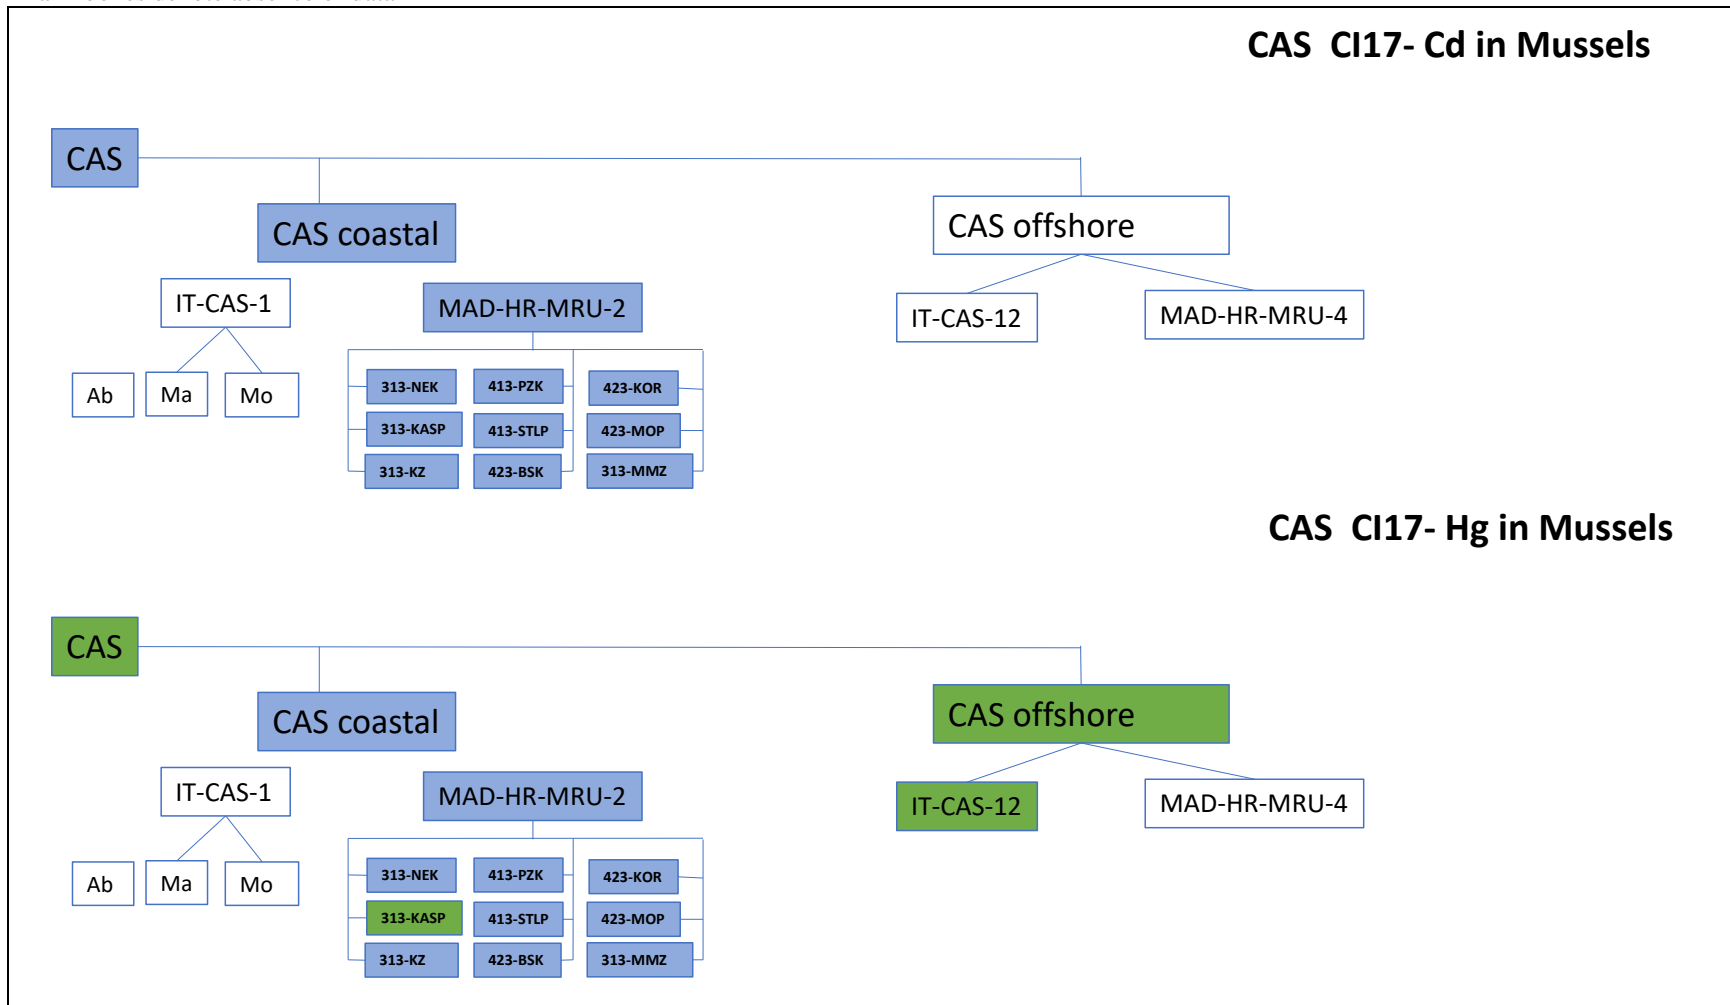 CAS CI17- Cd in Mussels
CAS
CAS coastal
CAS offshore
IT-CAS-1
MAD-HR-MRU-2
IT-CAS-12
MAD-HR-MRU-4
Ab
Ma
Mo
313-NEK
413-PZK
423-KOR
313-KASP
413-STLP
423-MOP
313-KZ
423-BSK
313-MMZ
CAS CI17- Hg in Mussels
CAS
CAS coastal
CAS offshore
IT-CAS-1
MAD-HR-MRU-2
IT-CAS-12
MAD-HR-MRU-4
Ab
Ma
Mo
313-NEK
413-PZK
423-KOR
313-KASP
413-STLP
423-MOP
313-KZ
423-BSK
313-MMZ